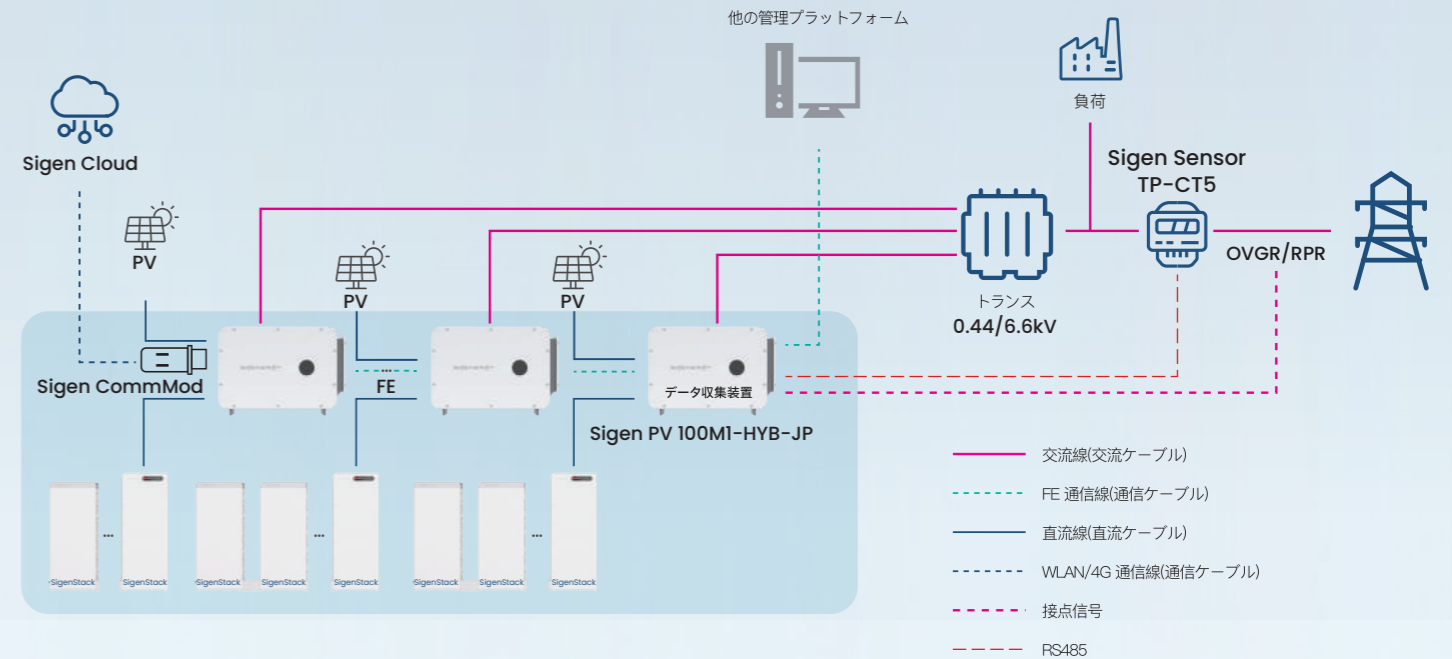 他の管理プラットフォーム
負荷
Sigen Cloud
Sigen Sensor
TP-CT5
PV
PV
PV
OVGR/RPR
トランス
0.44/6.6kV
Sigen CommMod
FE
データ収集装置
Sigen PV 100M1-HYB-JP
交流線(交流ケーブル)
FE 通信線(通信ケーブル)
直流線(直流ケーブル)
WLAN/4G 通信線(通信ケーブル)
接点信号
RS485
SigenStack
SigenStack
SigenStack
SigenStack
SigenStack
SigenStack
SigenStack
SigenStack